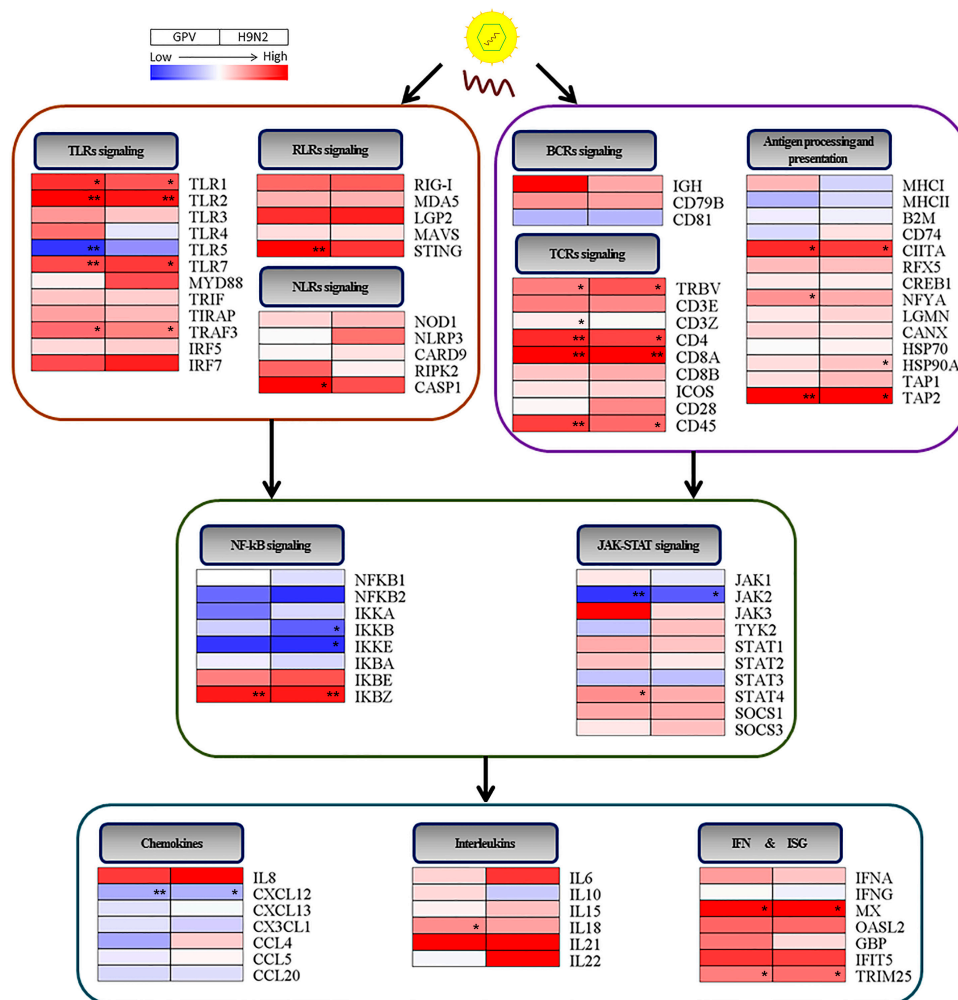 GPV H9N2
Low High
TLRs signaling
* * TLR1
** ** TLR2
TLR3
TLR4
** TLR5
** * TLR7
MYD88
TRIF
TIRAP
* * TRAF3
IRF5
IRF7
RLRs signaling
RIG-I
MDA5
LGP2
MAVS
** STING
NLRs signaling
NOD1
NLRP3
CARD9
RIPK2
* CASP1
BCRs signaling
IGH
CD79B
CD81
TCRs signaling
* * TRBV
CD3E
* CD3Z
** * CD4
** ** CD8A
CD8B
ICOS
CD28
** * CD45
Antigen processing and
presentation
MHCI
MHCII
B2M
CD74
* * CIITA
RFX5
CREB1
* NFYA
LGMN
CANX
HSP70
* HSP90A
TAP1
** * TAP2
NF-kB signaling
NFKB1
NFKB2
IKKA
* IKKB
* IKKE
IKBA
IKBE
** ** IKBZ
JAK-STAT signaling
JAK1
** * JAK2
JAK3
TYK2
STAT1
STAT2
STAT3
* STAT4
SOCS1
SOCS3
Chemokines
IL8
** * CXCL12
CXCL13
CX3CL1
CCL4
CCL5
CCL20
Interleukins
IL6
IL10
IL15
* IL18
IL21
IL22
IFN & ISG
IFNA
IFNG
* * MX
OASL2
GBP
IFIT5
* * TRIM25